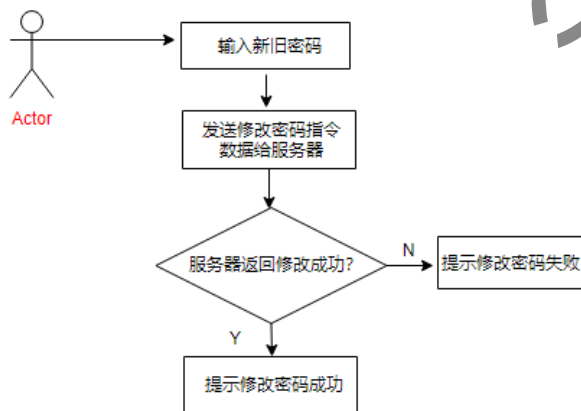 输入新旧密码
Actor
发送修改密码指令
数据给服务器
服务器返回修改成功？
N
提示修改密码失败
Y
提示修改密码成功